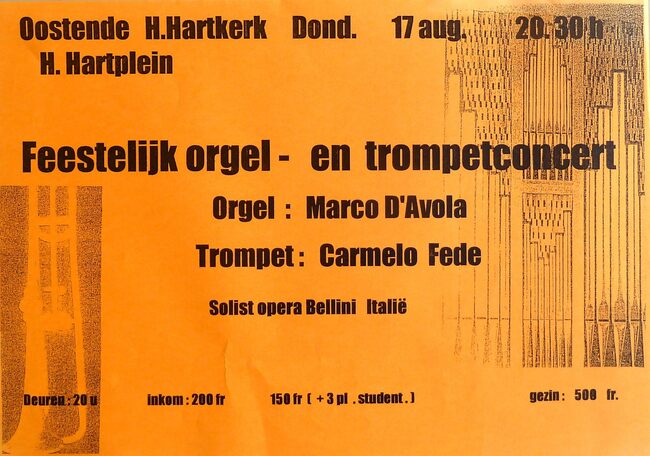 Oostende H.Hartkerk Dond. 17 aug. 20.30 h
H. Hartplein
Feestelijk orgel - en trompetconcert
Orgel : Marco D'Avola
Trompet : Carmelo Fede
Solist opera Bellini Italië
Deuren : 20 u inkom : 200 fr 150 fr ( + 3 pl . student . ) gezin : 500 fr.